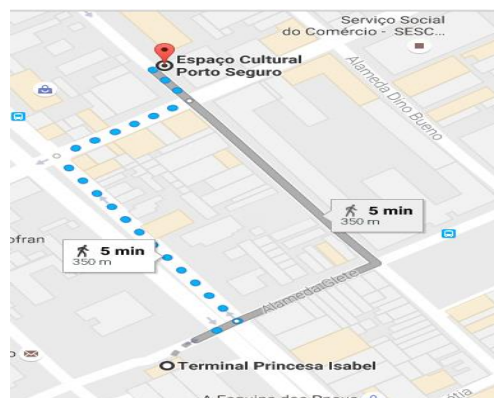 Serviço Social
do Comércio - SESC...
Espaço Cultural
Porto Seguro
Alameda Dino Bueno
5 min
350 m
ofran
5 min
350 m
Alameda Glete
Terminal Princesa Isabel